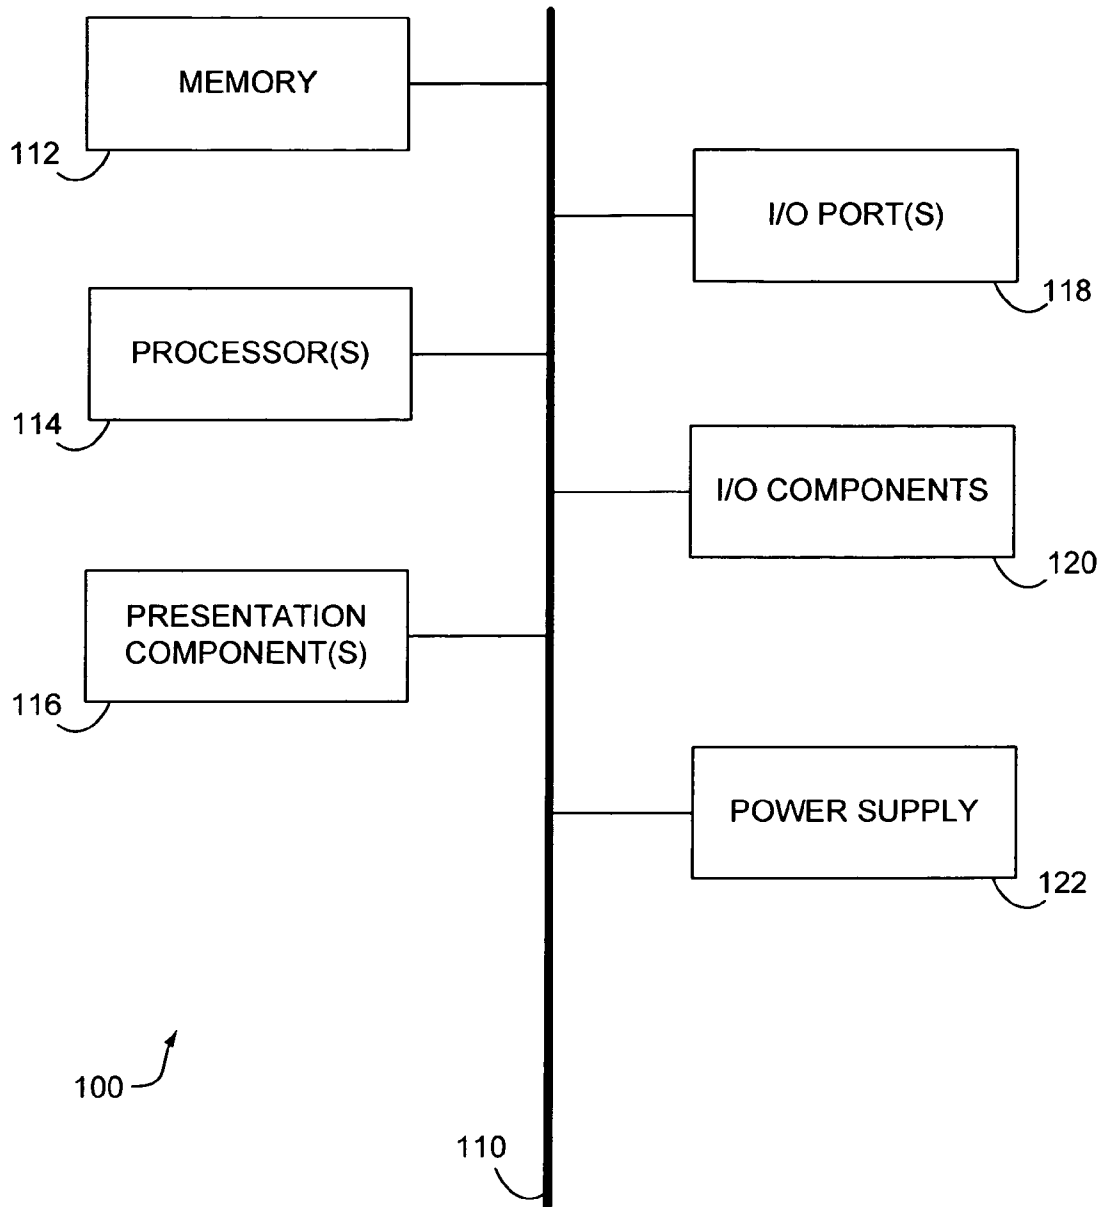 MEMORY
112
I/O PORT(S)
118
PROCESSOR(S)
114
I/O COMPONENTS
120
PRESENTATION
COMPONENT(S)
116
POWER SUPPLY
122
100
110